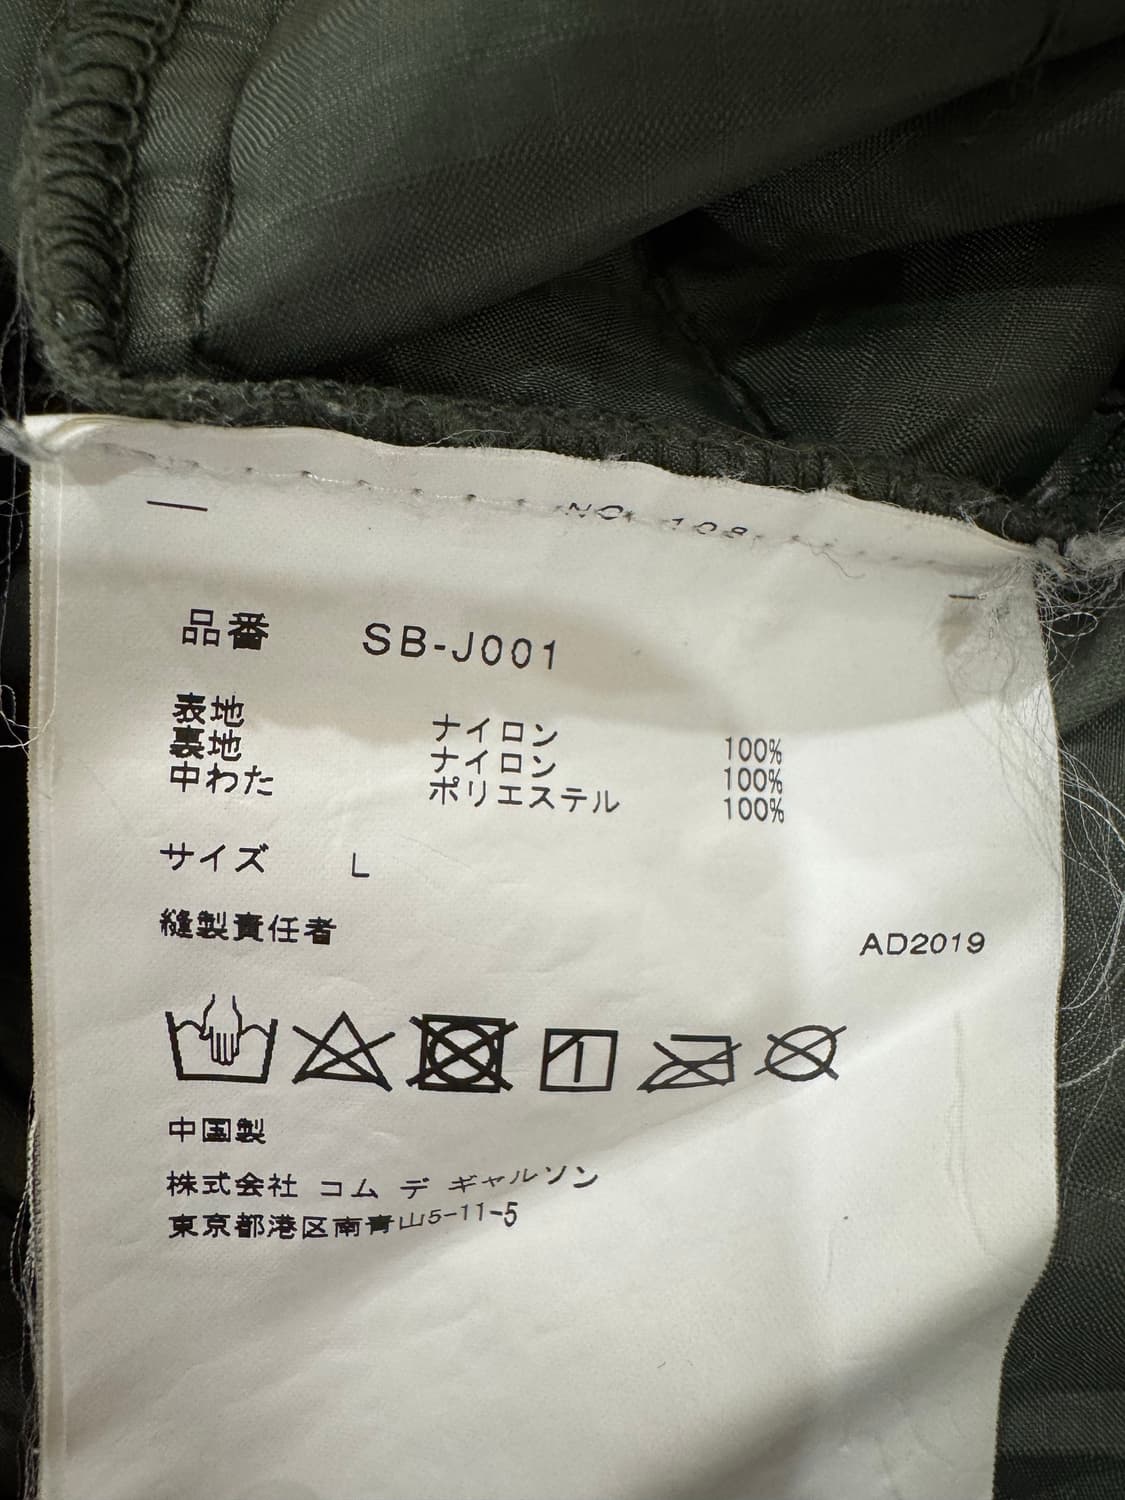 NO. 108
品番 SB-J001
表地 ナイロン 100%
裏地 ナイロン 100%
中わた ポリエステル 100%
サイズ L
縫製責任者
AD2019
中国製
株式会社 コム デ ギャルソン
東京都港区南青山5-11-5